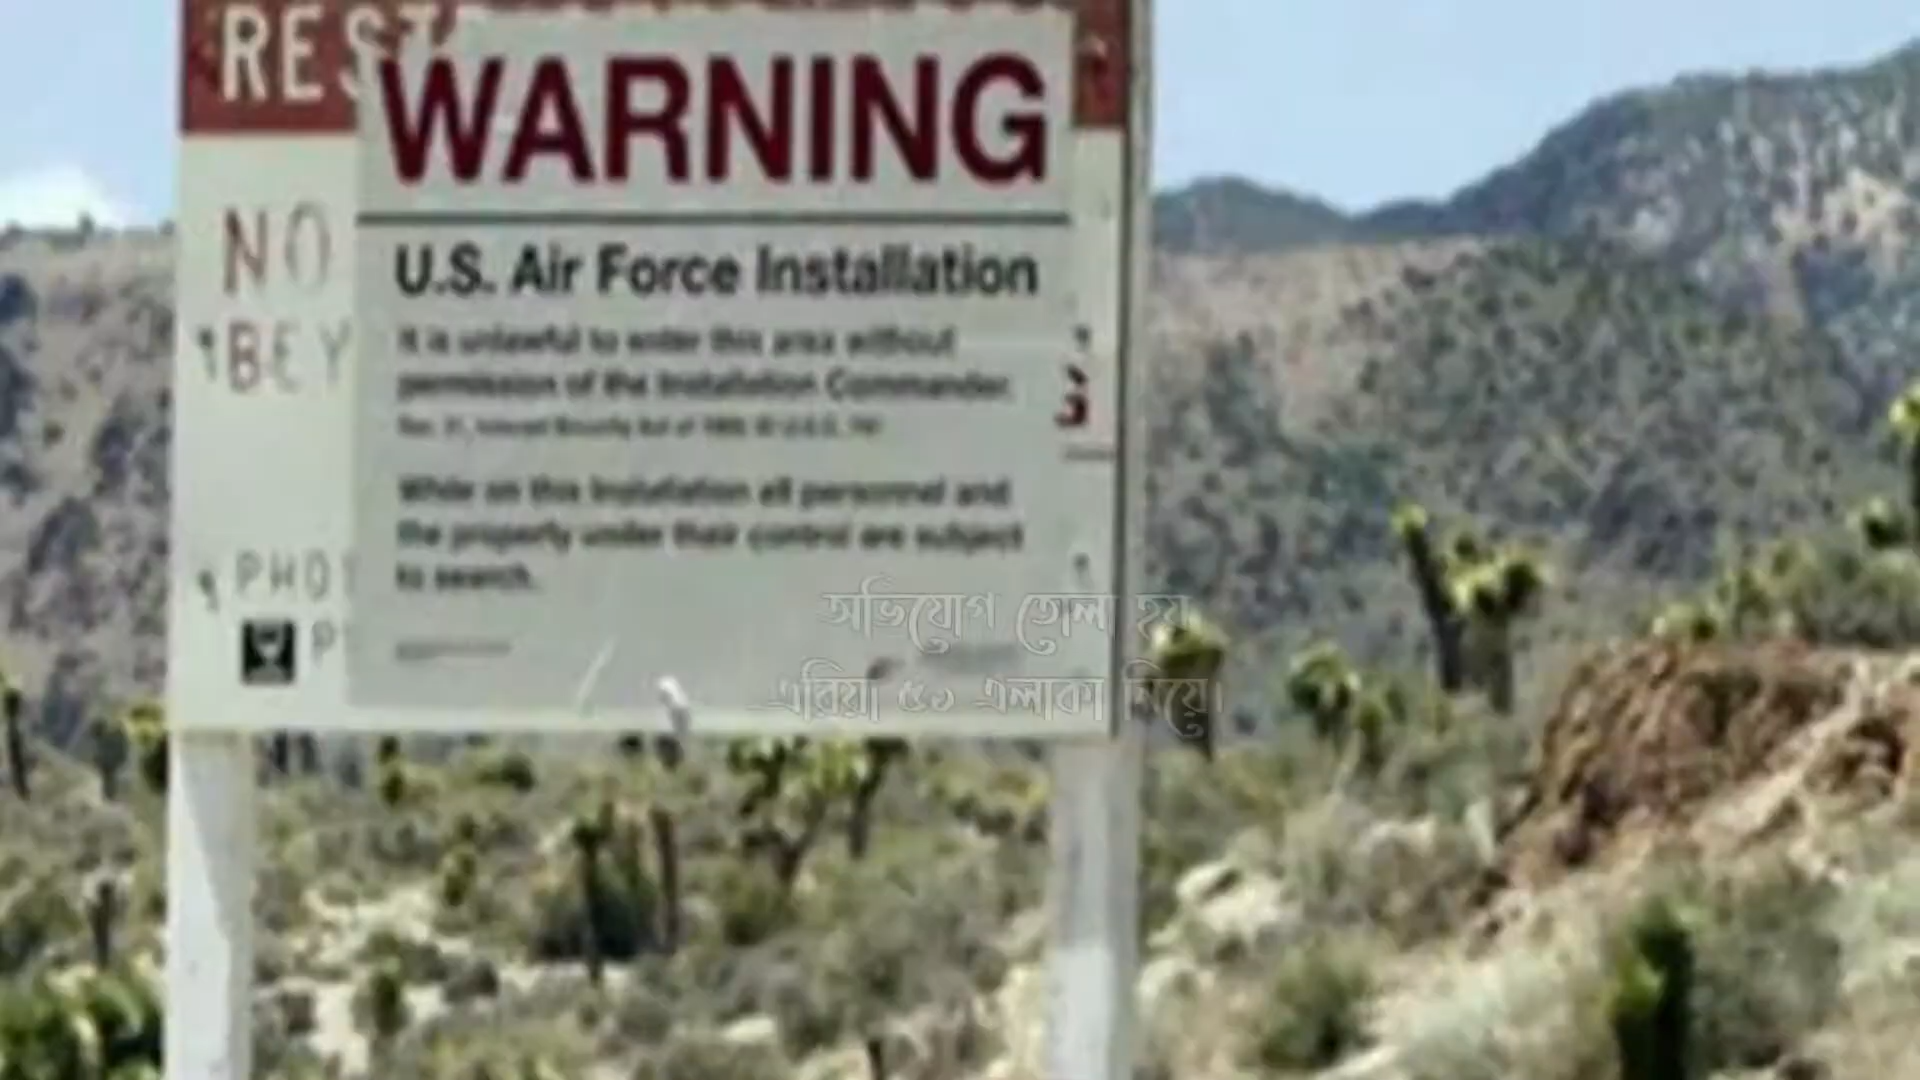 REST
WARNING
NO
U.S. Air Force Installation
BEY
It is unlawful to enter this area without
permission of the Installation Commander.
While on this Installation all personnel and
the property under their control are subject
to search.
PHOT
P
অভিযোগ তোলা হয়
এরিয়া ৫১ এলাকা নিয়ে।